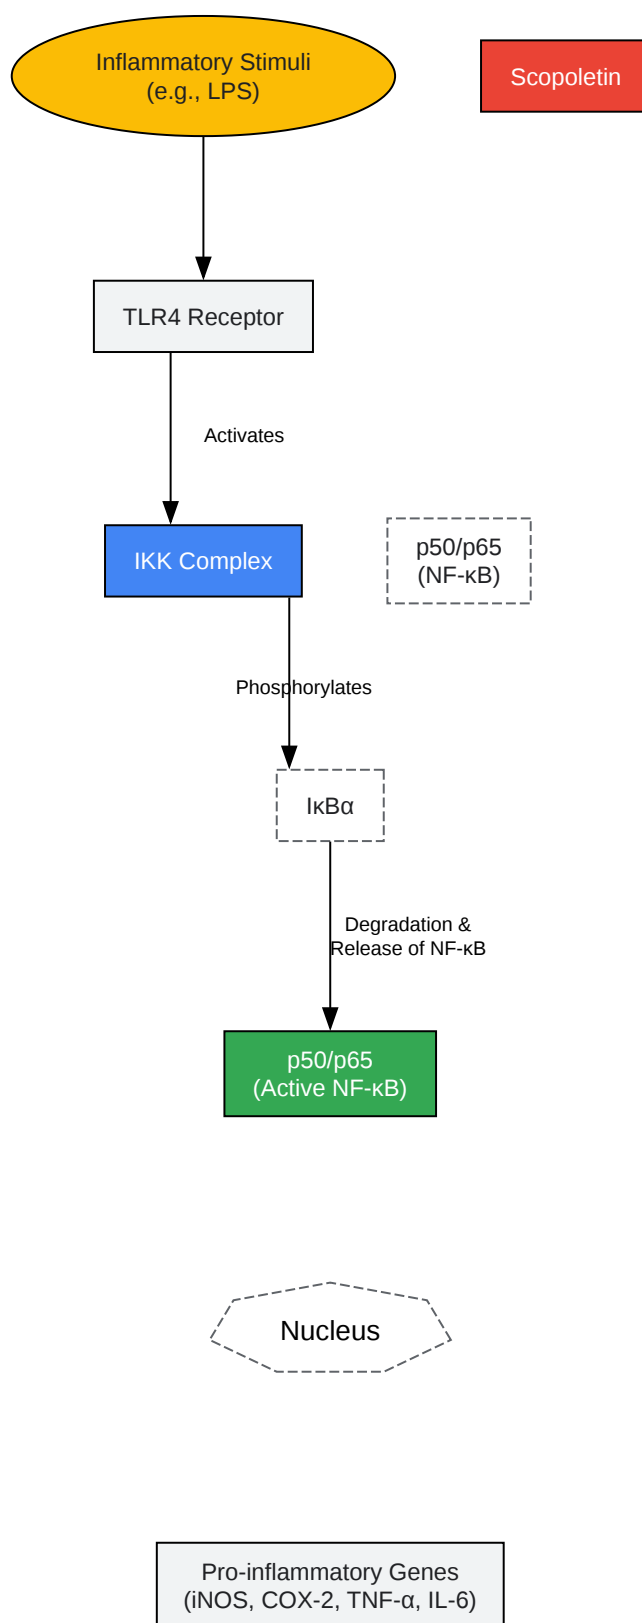 Inflammatory Stimuli
(e.g., LPS)
Scopoletin
TLR4 Receptor
Activates
IKK Complex
p50/p65
(NF-κB)
Phosphorylates
IκBα
Degradation &
Release of NF-κB
p50/p65
(Active NF-κB)
Nucleus
Pro-inflammatory Genes
(iNOS, COX-2, TNF-α, IL-6)